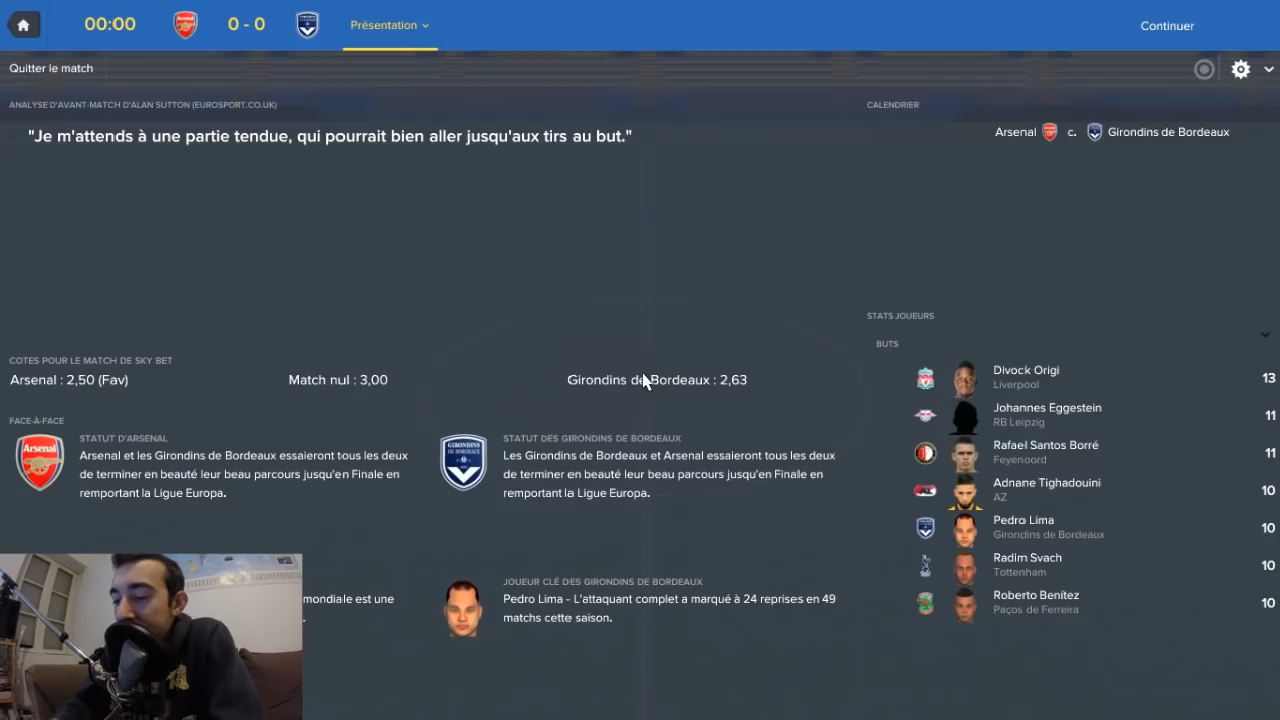 00:00
0 - 0
Présentation
Continuer
Quitter le match
ANALYSE D'AVANT-MATCH D'ALAN SUTTON (EUROSPORT.CO.UK)
CALENDRIER
"Je m'attends à une partie tendue, qui pourrait bien aller jusqu'aux tirs au but."
Arsenal c. Girondins de Bordeaux
STATS JOUEURS
BUTS
COTES POUR LE MATCH DE SKY BET
Arsenal : 2,50 (Fav)
Match nul : 3,00
Girondins de Bordeaux : 2,63
FACE-À-FACE
STATUT D'ARSENAL
Arsenal et les Girondins de Bordeaux essaieront tous les deux
de terminer en beauté leur beau parcours jusqu'en Finale en
remportant la Ligue Europa.
STATUT DES GIRONDINS DE BORDEAUX
Les Girondins de Bordeaux et Arsenal essaieront tous les deux
de terminer en beauté leur beau parcours jusqu'en Finale en
remportant la Ligue Europa.
mondiale est une
.
JOUEUR CLÉ DES GIRONDINS DE BORDEAUX
Pedro Lima - L'attaquant complet a marqué à 24 reprises en 49
matchs cette saison.
Divock Origi 13
Liverpool
Johannes Eggestein 11
RB Leipzig
Rafael Santos Borré 11
Feyenoord
Adnane Tighadouini 10
AZ
Pedro Lima 10
Girondins de Bordeaux
Radim Svach 10
Tottenham
Roberto Benítez 10
Paços de Ferreira